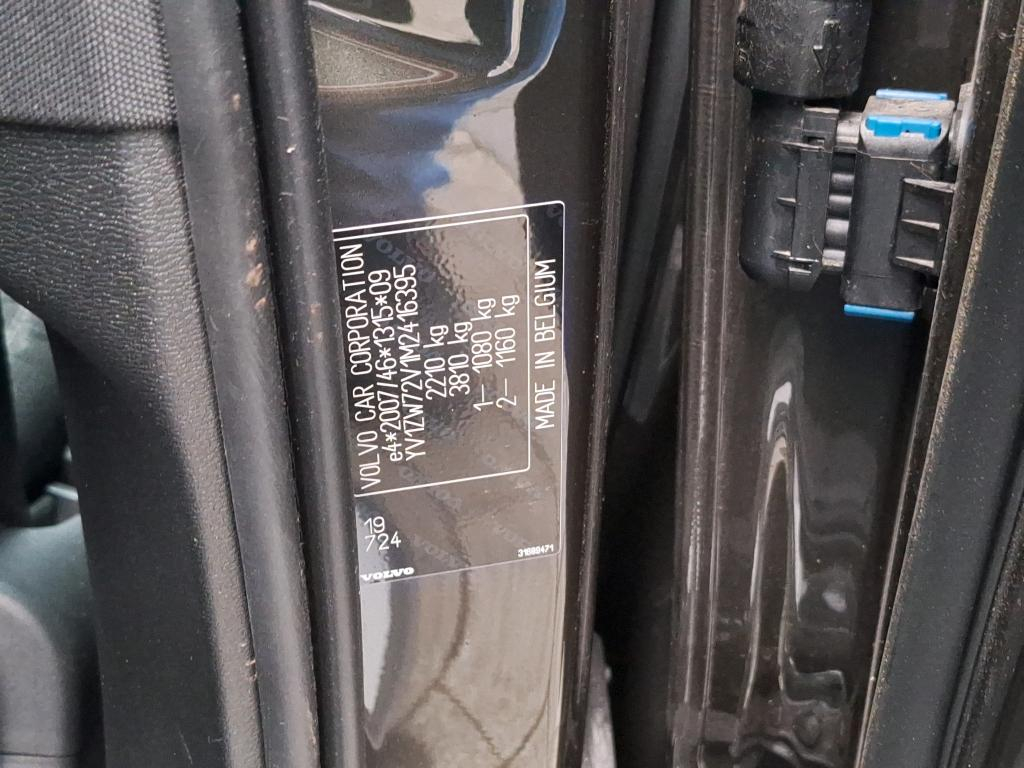 VOLVO CAR CORPORATION
e4*2007/46*1315*09
YV1ZW72V1M2416395
2210 kg
3810 kg
1– 1080 kg
2– 1160 kg
MADE IN BELGIUM
19
724
31689471
VOLVO